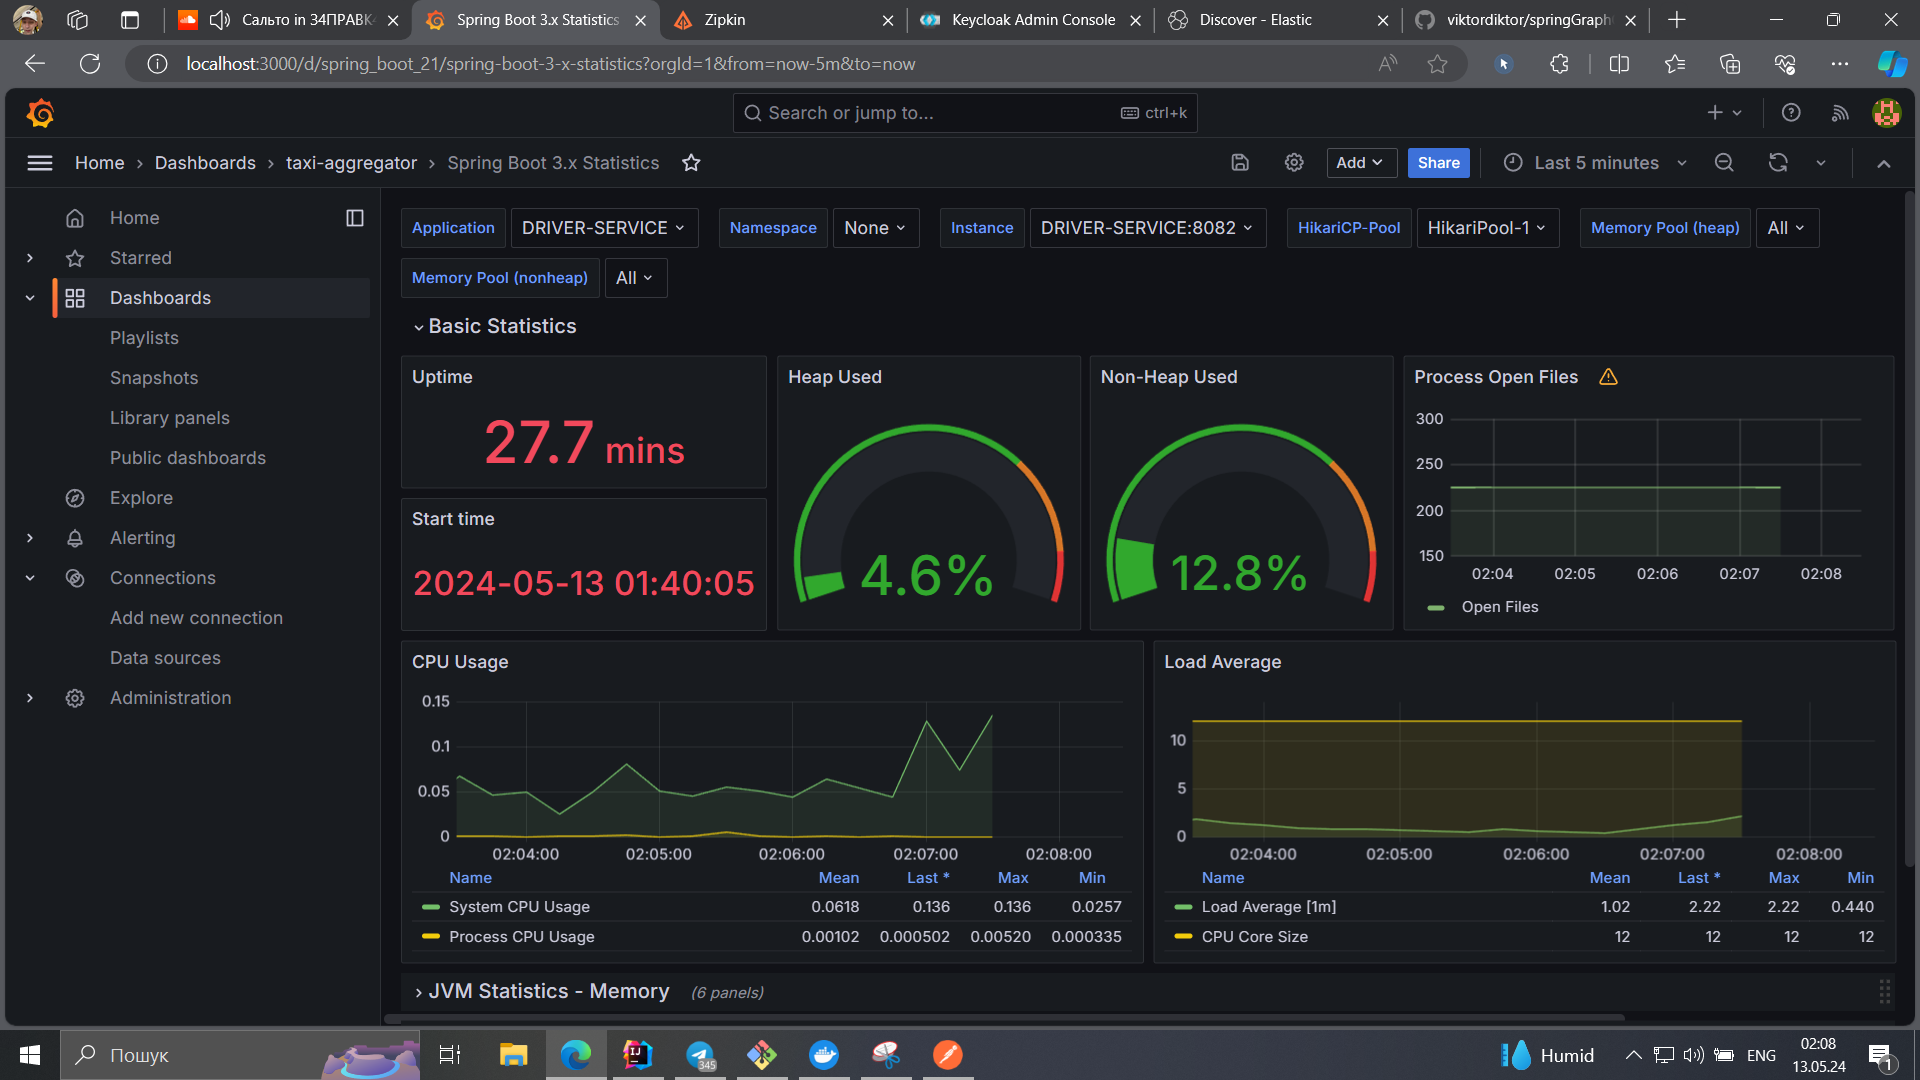 Сальто in 34ПРАВК
Spring Boot 3.x Statistics
Zipkin
Keycloak Admin Console
Discover - Elastic
viktordiktor/springGraph
localhost:3000/d/spring_boot_21/spring-boot-3-x-statistics?orgId=1&from=now-5m&to=now
Search or jump to...
ctrl+k
Home › Dashboards › taxi-aggregator › Spring Boot 3.x Statistics
Add
Share
Last 5 minutes
Home
Starred
Dashboards
Playlists
Snapshots
Library panels
Public dashboards
Explore
Alerting
Connections
Add new connection
Data sources
Administration
Application DRIVER-SERVICE Namespace None Instance DRIVER-SERVICE:8082 HikariCP-Pool HikariPool-1 Memory Pool (heap) All
Memory Pool (nonheap) All
Basic Statistics
Uptime
27.7 mins
Start time
2024-05-13 01:40:05
Heap Used
4.6%
Non-Heap Used
12.8%
Process Open Files
300
250
200
150
02:04 02:05 02:06 02:07 02:08
Open Files
CPU Usage
0.15
0.1
0.05
0
02:04:00 02:05:00 02:06:00 02:07:00 02:08:00
Name Mean Last * Max Min
System CPU Usage 0.0618 0.136 0.136 0.0257
Process CPU Usage 0.00102 0.000502 0.00520 0.000335
Load Average
10
5
0
02:04:00 02:05:00 02:06:00 02:07:00 02:08:00
Name Mean Last * Max Min
Load Average [1m] 1.02 2.22 2.22 0.440
CPU Core Size 12 12 12 12
JVM Statistics - Memory (6 panels)
Пошук
IJ
345
Humid
ENG
02:08
13.05.24
1